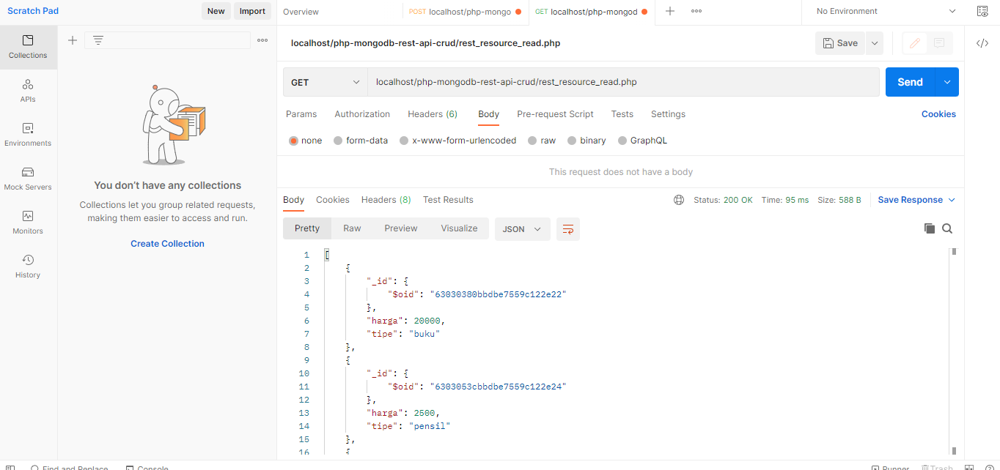 Scratch Pad
New
Import
Overview
POST localhost/php-mongo
GET localhost/php-mongod
No Environment
Collections
APIs
Environments
Mock Servers
Monitors
History
You don't have any collections
Collections let you group related requests,
making them easier to access and run.
Create Collection
localhost/php-mongodb-rest-api-crud/rest_resource_read.php
Save
GET
localhost/php-mongodb-rest-api-crud/rest_resource_read.php
Send
Params Authorization Headers (6) Body Pre-request Script Tests Settings Cookies
none form-data x-www-form-urlencoded raw binary GraphQL
This request does not have a body
Body Cookies Headers (8) Test Results
Status: 200 OK Time: 95 ms Size: 588 B Save Response
Pretty Raw Preview Visualize JSON
1 [
2 {
3 "_id": {
4 "$oid": "63030380bbdbe7559c122e22"
5 },
6 "harga": 20000,
7 "tipe": "buku"
8 },
9 {
10 "_id": {
11 "$oid": "6303053cbbdbe7559c122e24"
12 },
13 "harga": 2500,
14 "tipe": "pensil"
15 },
16 {
Find and Replace Console Runner Trash